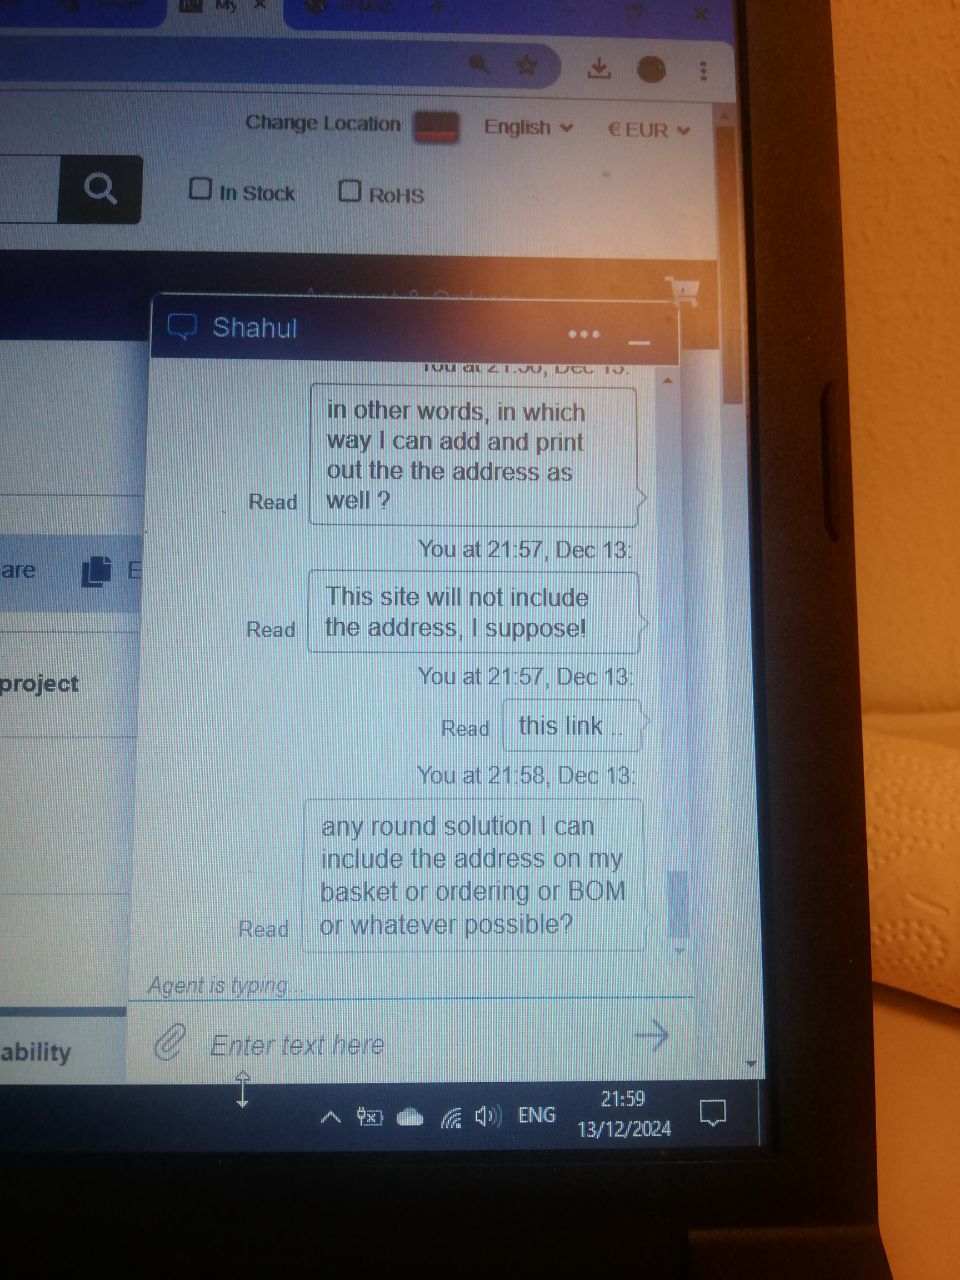 My
Change Location
English
€ EUR
In Stock
RoHS
Shahul
in other words, in which
way I can add and print
out the the address as
well ?
Read
You at 21:57, Dec 13:
This site will not include
the address, I suppose!
Read
You at 21:57, Dec 13:
this link ..
Read
You at 21:58, Dec 13:
any round solution I can
include the address on my
basket or ordering or BOM
or whatever possible?
Read
Agent is typing...
Enter text here
are
E
project
ability
ENG
21:59
13/12/2024